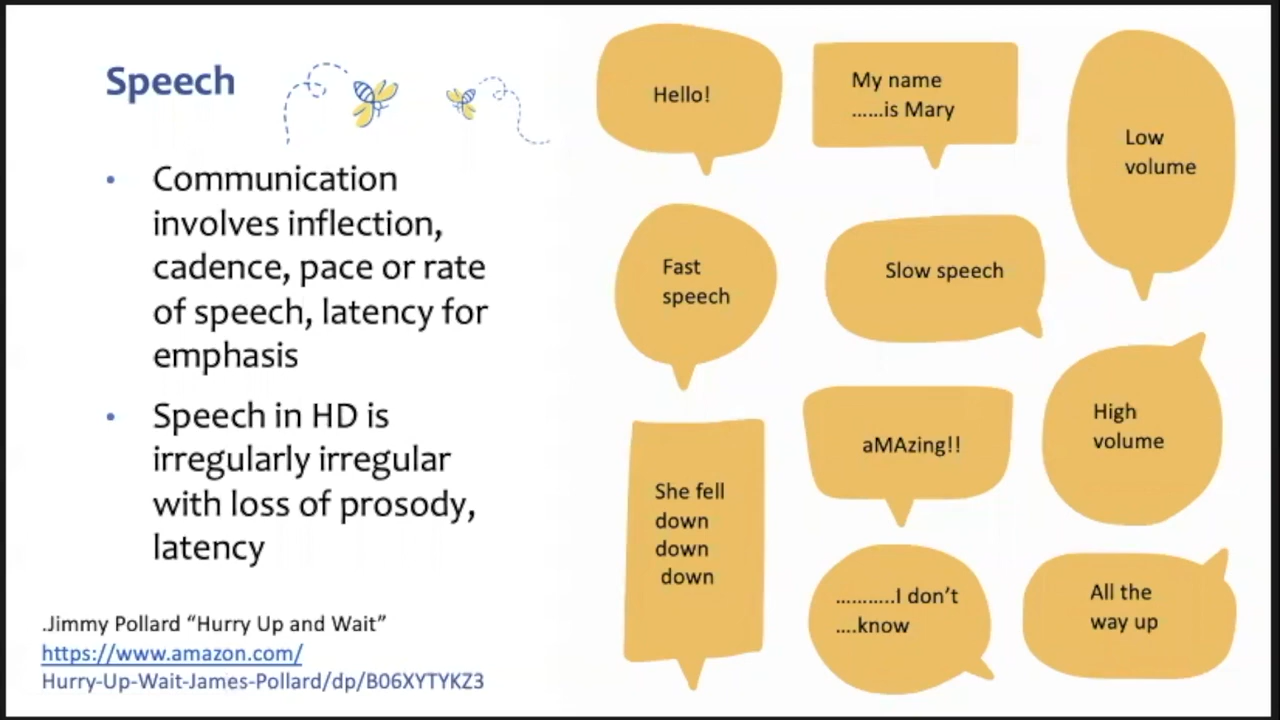 Speech
• Communication
involves inflection,
cadence, pace or rate
of speech, latency for
emphasis
• Speech in HD is
irregularly irregular
with loss of prosody,
latency
.Jimmy Pollard “Hurry Up and Wait”
https://www.amazon.com/
Hurry-Up-Wait-James-Pollard/dp/B06XYTYKZ3
Hello!
My name
......is Mary
Low
volume
Fast
speech
Slow speech
She fell
down
down
down
aMAzing!!
High
volume
...........I don’t
....know
All the
way up